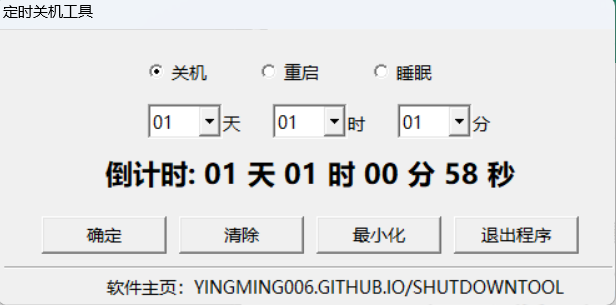 定时关机工具
关机 重启 睡眠
01 天 01 时 01 分
倒计时: 01 天 01 时 00 分 58 秒
确定 清除 最小化 退出程序
软件主页：YINGMING006.GITHUB.IO/SHUTDOWNTOOL